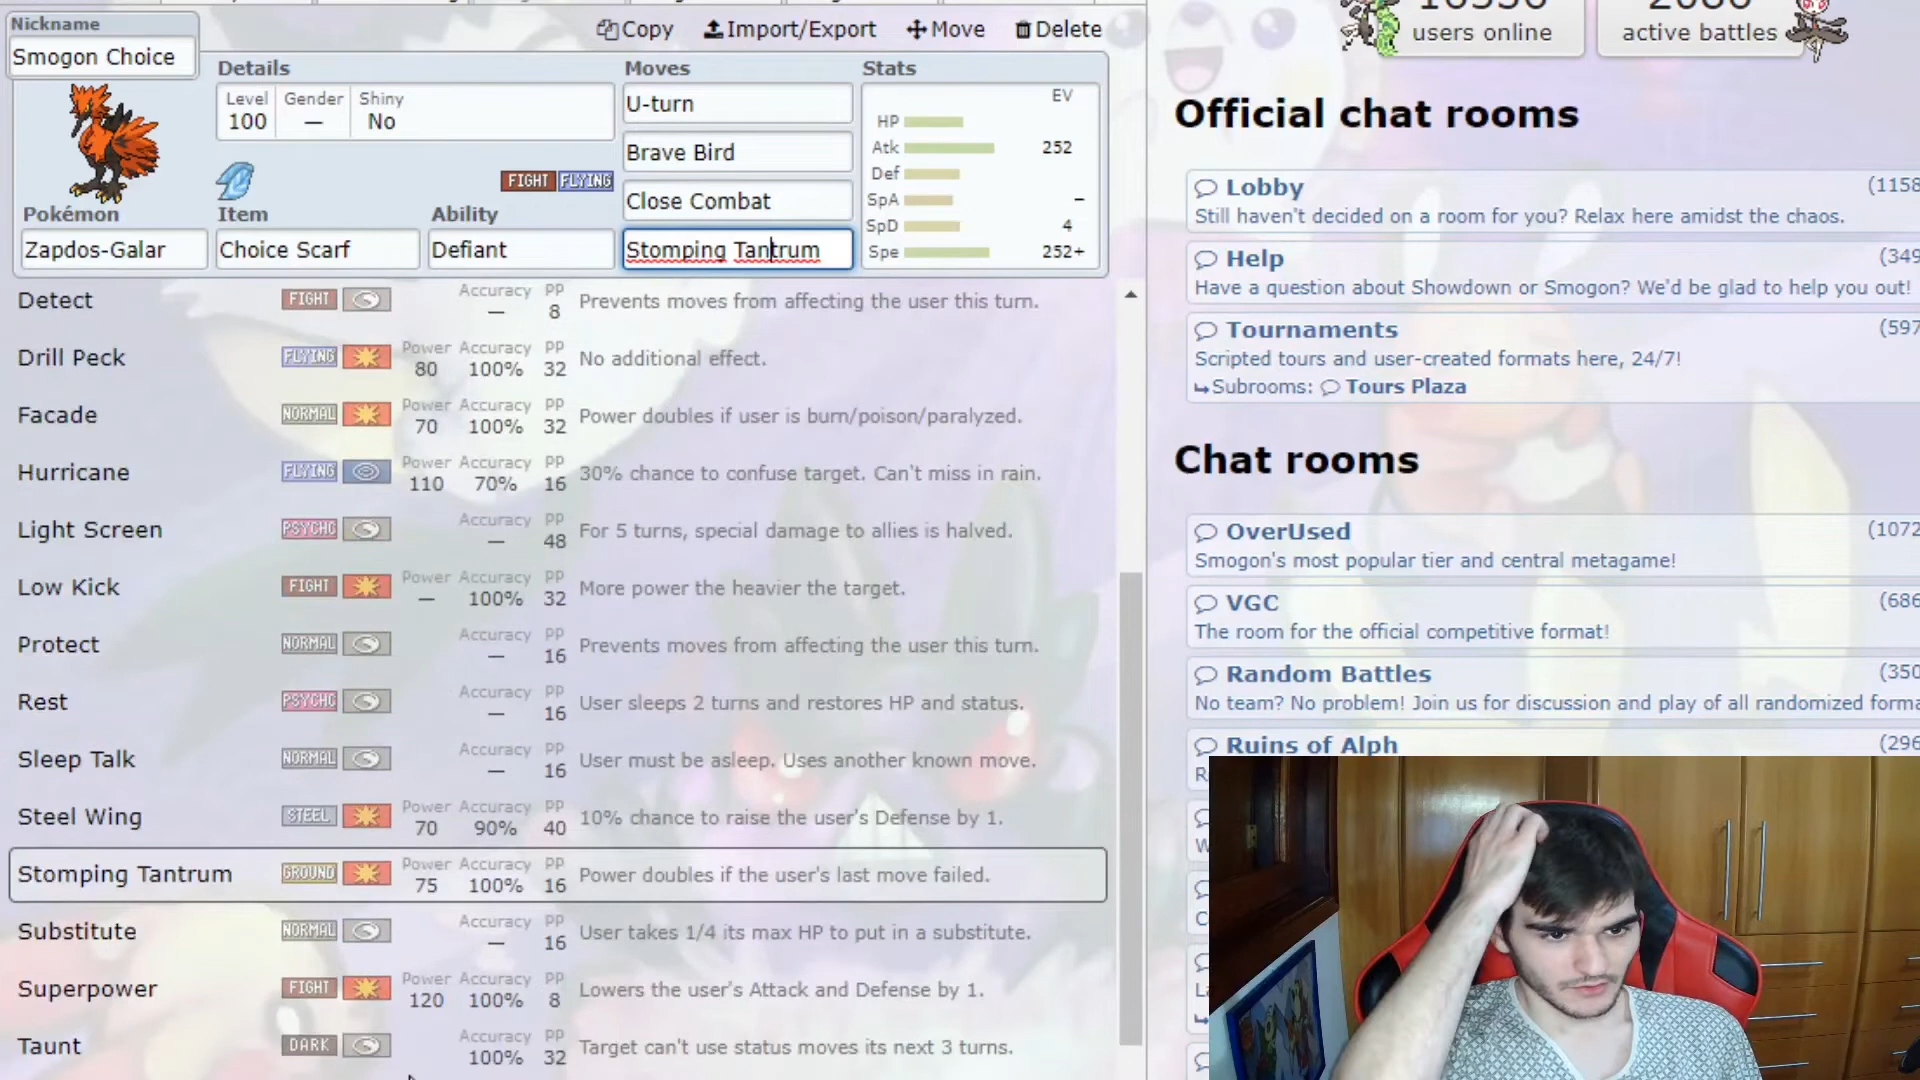 Nickname
Smogon Choice
Copy Import/Export Move Delete
Details Moves Stats
Level Gender Shiny
100 — No
FIGHT FLYING
Pokémon Item Ability
Zapdos-Galar Choice Scarf Defiant
U-turn
Brave Bird
Close Combat
Stomping Tantrum
EV
HP
Atk 252
Def
SpA –
SpD 4
Spe 252+
Detect FIGHT Accuracy — PP 8 Prevents moves from affecting the user this turn.
Drill Peck FLYING Power 80 Accuracy 100% PP 32 No additional effect.
Facade NORMAL Power 70 Accuracy 100% PP 32 Power doubles if user is burn/poison/paralyzed.
Hurricane FLYING Power 110 Accuracy 70% PP 16 30% chance to confuse target. Can't miss in rain.
Light Screen PSYCHC Accuracy — PP 48 For 5 turns, special damage to allies is halved.
Low Kick FIGHT Power — Accuracy 100% PP 32 More power the heavier the target.
Protect NORMAL Accuracy — PP 16 Prevents moves from affecting the user this turn.
Rest PSYCHC Accuracy — PP 16 User sleeps 2 turns and restores HP and status.
Sleep Talk NORMAL Accuracy — PP 16 User must be asleep. Uses another known move.
Steel Wing STEEL Power 70 Accuracy 90% PP 40 10% chance to raise the user's Defense by 1.
Stomping Tantrum GROUND Power 75 Accuracy 100% PP 16 Power doubles if the user's last move failed.
Substitute NORMAL Accuracy — PP 16 User takes 1/4 its max HP to put in a substitute.
Superpower FIGHT Power 120 Accuracy 100% PP 8 Lowers the user's Attack and Defense by 1.
Taunt DARK Accuracy 100% PP 32 Target can't use status moves its next 3 turns.
users online
active battles
Official chat rooms
Lobby (1158
Still haven't decided on a room for you? Relax here amidst the chaos.
Help (349
Have a question about Showdown or Smogon? We'd be glad to help you out!
Tournaments (597
Scripted tours and user-created formats here, 24/7!
Subrooms: Tours Plaza
Chat rooms
OverUsed (1072
Smogon's most popular tier and central metagame!
VGC (686
The room for the official competitive format!
Random Battles (350
No team? No problem! Join us for discussion and play of all randomized forma
Ruins of Alph (296